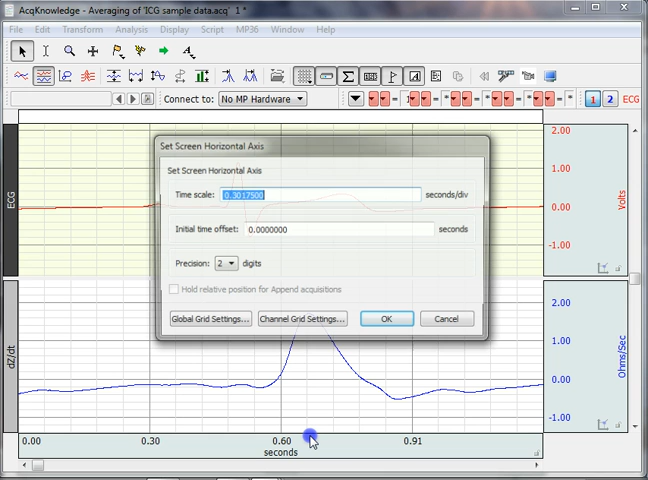 AcqKnowledge - Averaging of 'ICG sample data.acq' 1 *
File Edit Transform Analysis Display Script MP36 Window Help
Connect to: No MP Hardware
= 1 = * = * = * = *
1 2 ECG
Set Screen Horizontal Axis
Set Screen Horizontal Axis
Time scale: 0.3017500 seconds/div
Initial time offset: 0.0000000 seconds
Precision: 2 digits
Hold relative position for Append acquisitions
Global Grid Settings... Channel Grid Settings... OK Cancel
ECG
2.00
1.00
0.00
-1.00
Volts
dZ/dt
2.00
1.00
0.00
-1.00
Ohms/Sec
0.00 0.30 0.60 0.91
seconds